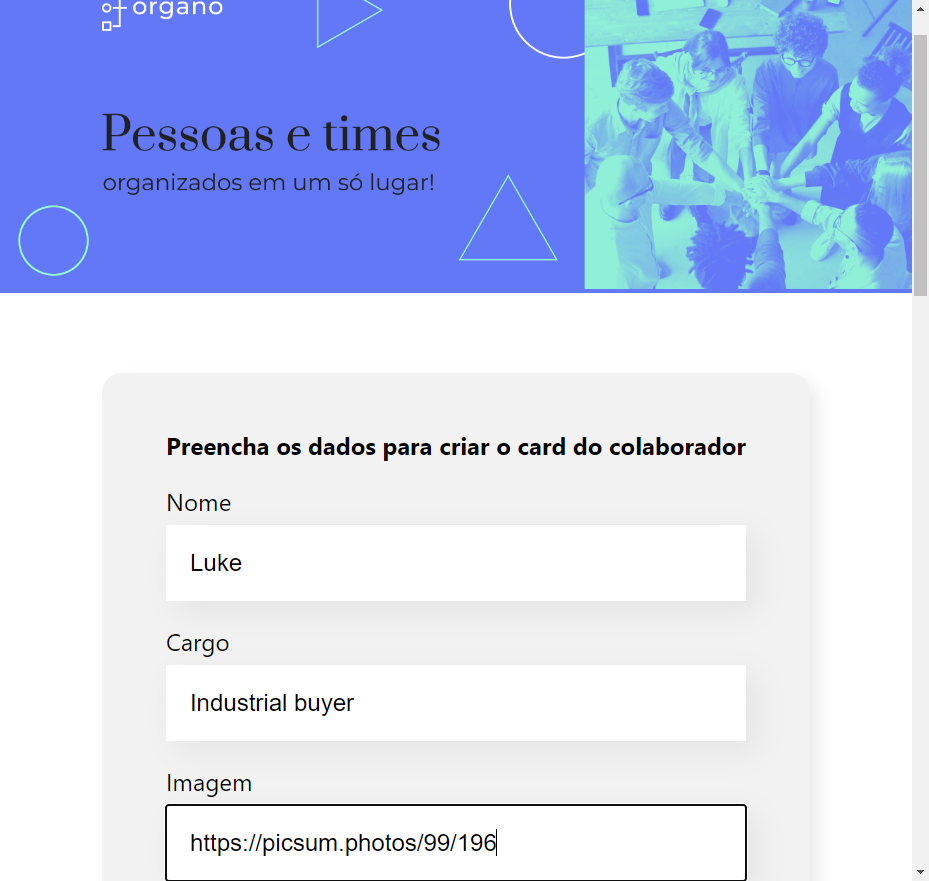 organo
Pessoas e times
organizados em um só lugar!
Preencha os dados para criar o card do colaborador
Nome
Luke
Cargo
Industrial buyer
Imagem
https://picsum.photos/99/196